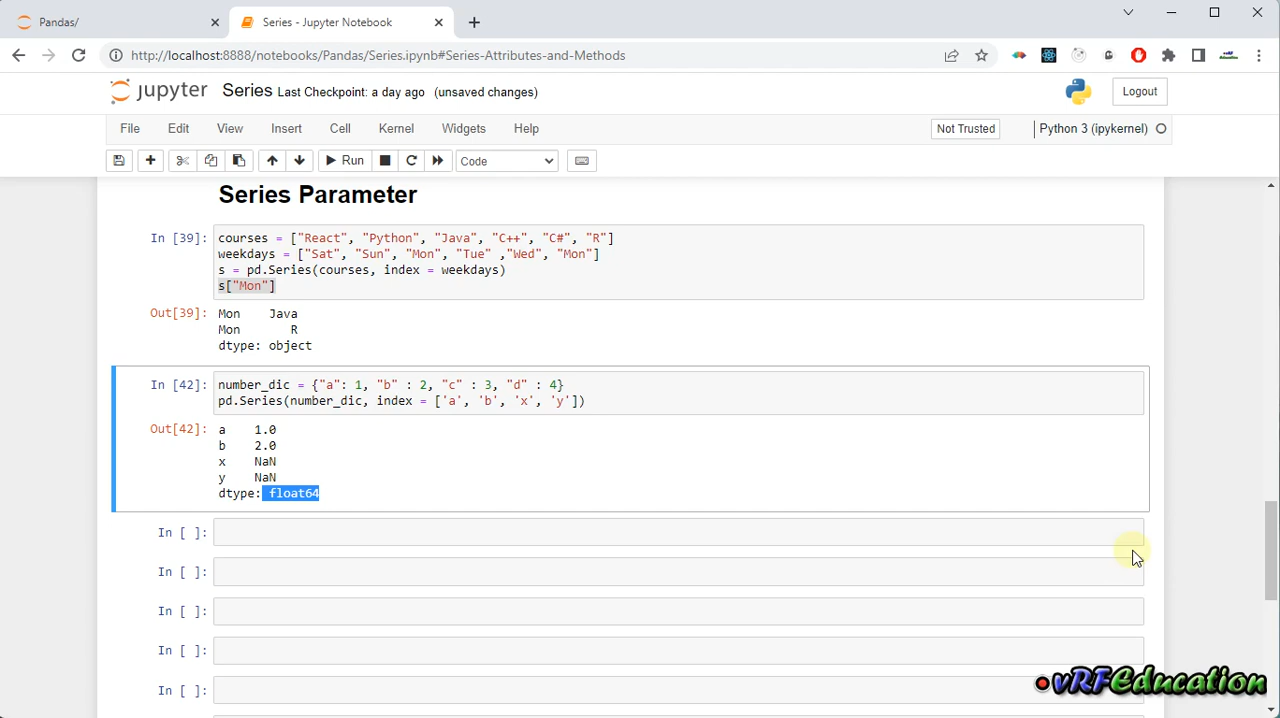 Pandas/
Series - Jupyter Notebook
http://localhost:8888/notebooks/Pandas/Series.ipynb#Series-Attributes-and-Methods
jupyter Series Last Checkpoint: a day ago (unsaved changes)
Logout
File Edit View Insert Cell Kernel Widgets Help
Not Trusted
Python 3 (ipykernel)
Run
Code
Series Parameter
In [39]: courses = ["React", "Python", "Java", "C++", "C#", "R"]
weekdays = ["Sat", "Sun", "Mon", "Tue" ,"Wed", "Mon"]
s = pd.Series(courses, index = weekdays)
s["Mon"]
Out[39]: Mon Java
Mon R
dtype: object
In [42]: number_dic = {"a": 1, "b" : 2, "c" : 3, "d" : 4}
pd.Series(number_dic, index = ['a', 'b', 'x', 'y'])
Out[42]: a 1.0
b 2.0
x NaN
y NaN
dtype: float64
In [ ]:
In [ ]:
In [ ]:
In [ ]:
In [ ]:
vRFEducation